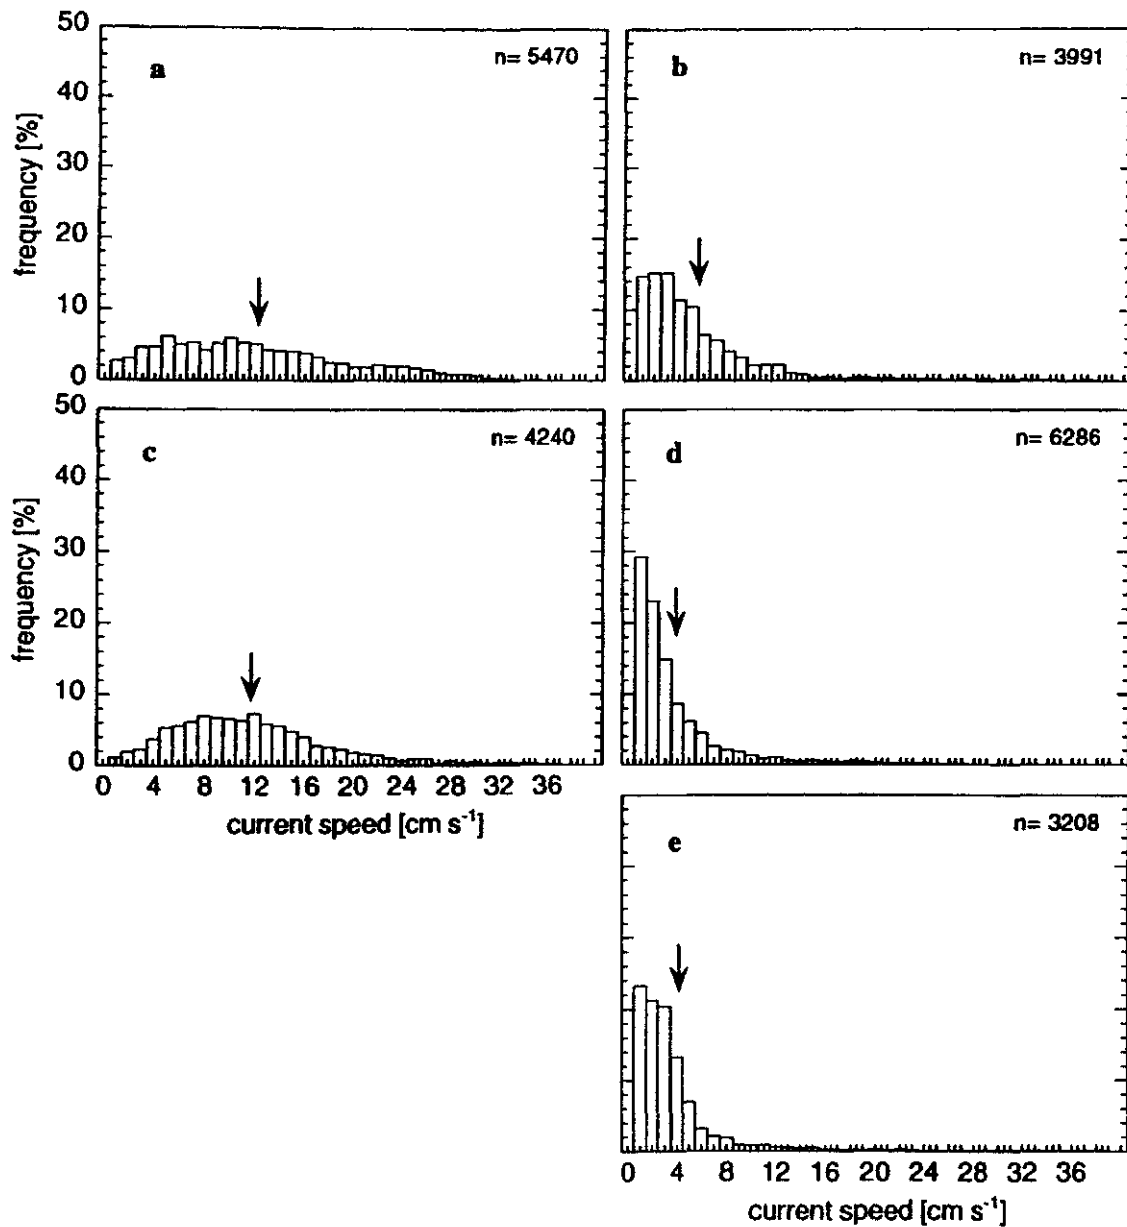 50
40
30
20
10
0
frequency [%]
a
n= 5470
b
n= 3991
50
40
30
20
10
0
frequency [%]
c
n= 4240
0 4 8 12 16 20 24 28 32 36
current speed [cm s⁻¹]
d
n= 6286
e
n= 3208
0 4 8 12 16 20 24 28 32 36
current speed [cm s⁻¹]